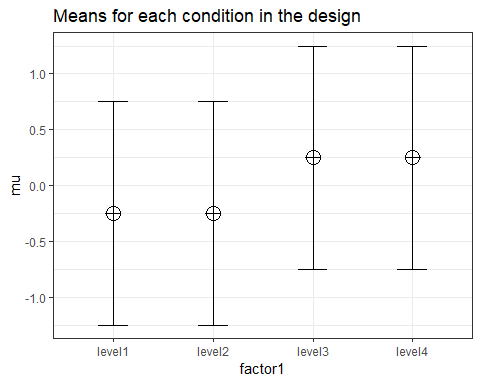 Means for each condition in the design
mu
1.0
0.5
0.0
-0.5
-1.0
level1 level2 level3 level4
factor1